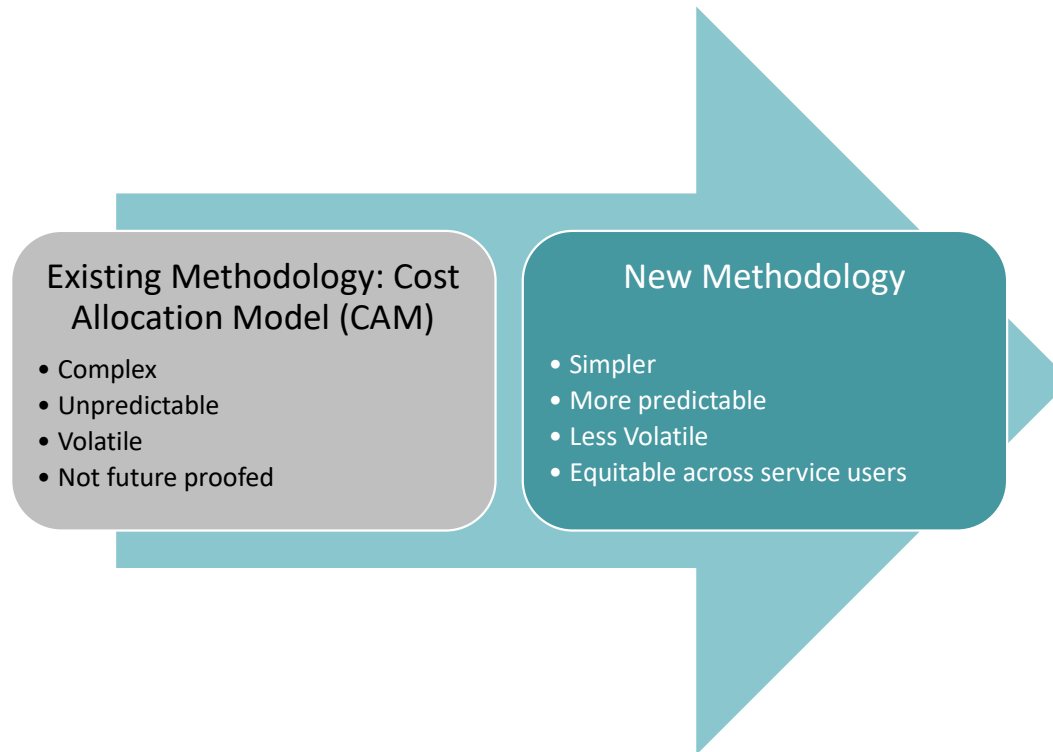 Existing Methodology: Cost
Allocation Model (CAM)
• Complex
• Unpredictable
• Volatile
• Not future proofed
New Methodology
• Simpler
• More predictable
• Less Volatile
• Equitable across service users